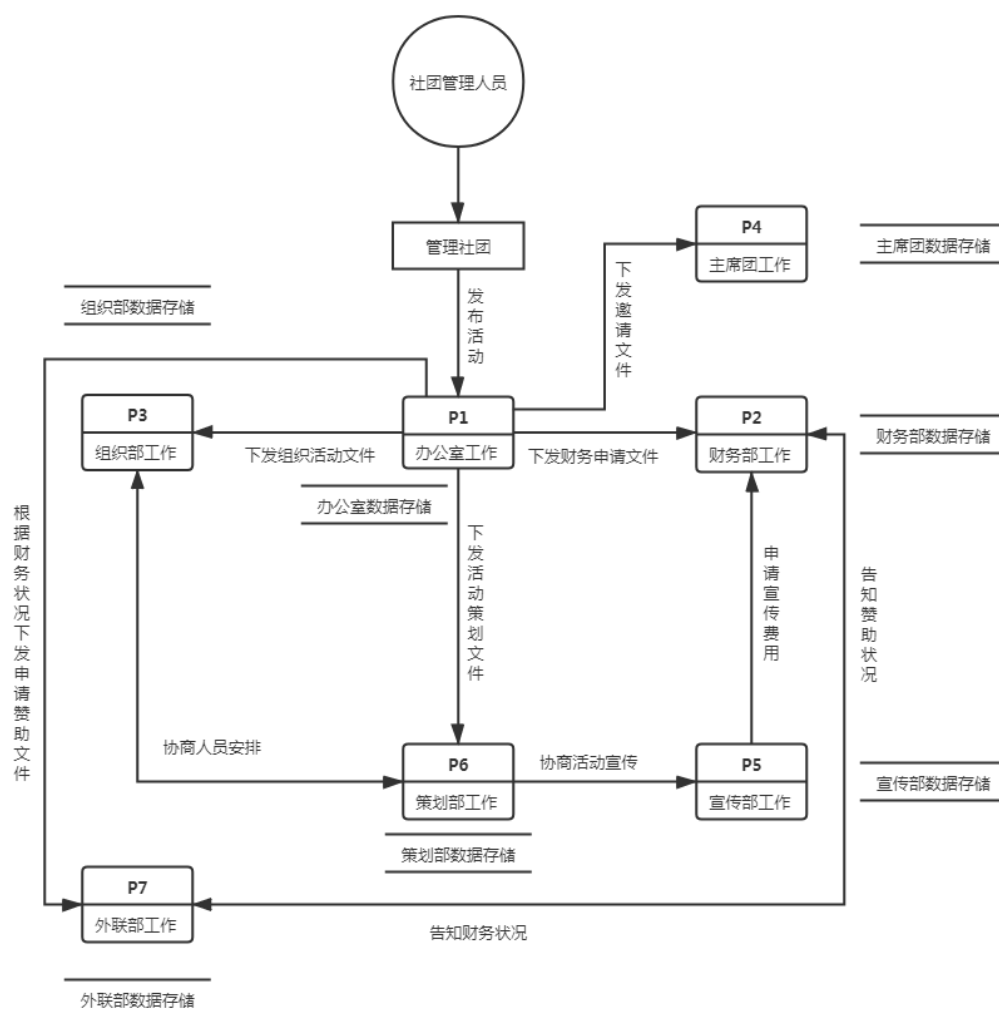 社团管理人员
管理社团
发布活动
P4
主席团工作
主席团数据存储
下发邀请文件
组织部数据存储
P3
组织部工作
下发组织活动文件
P1
办公室工作
下发财务申请文件
P2
财务部工作
财务部数据存储
办公室数据存储
根据财务状况下发申请赞助文件
下发活动策划文件
申请宣传费用
告知赞助状况
协商人员安排
P6
策划部工作
协商活动宣传
P5
宣传部工作
宣传部数据存储
策划部数据存储
P7
外联部工作
告知财务状况
外联部数据存储